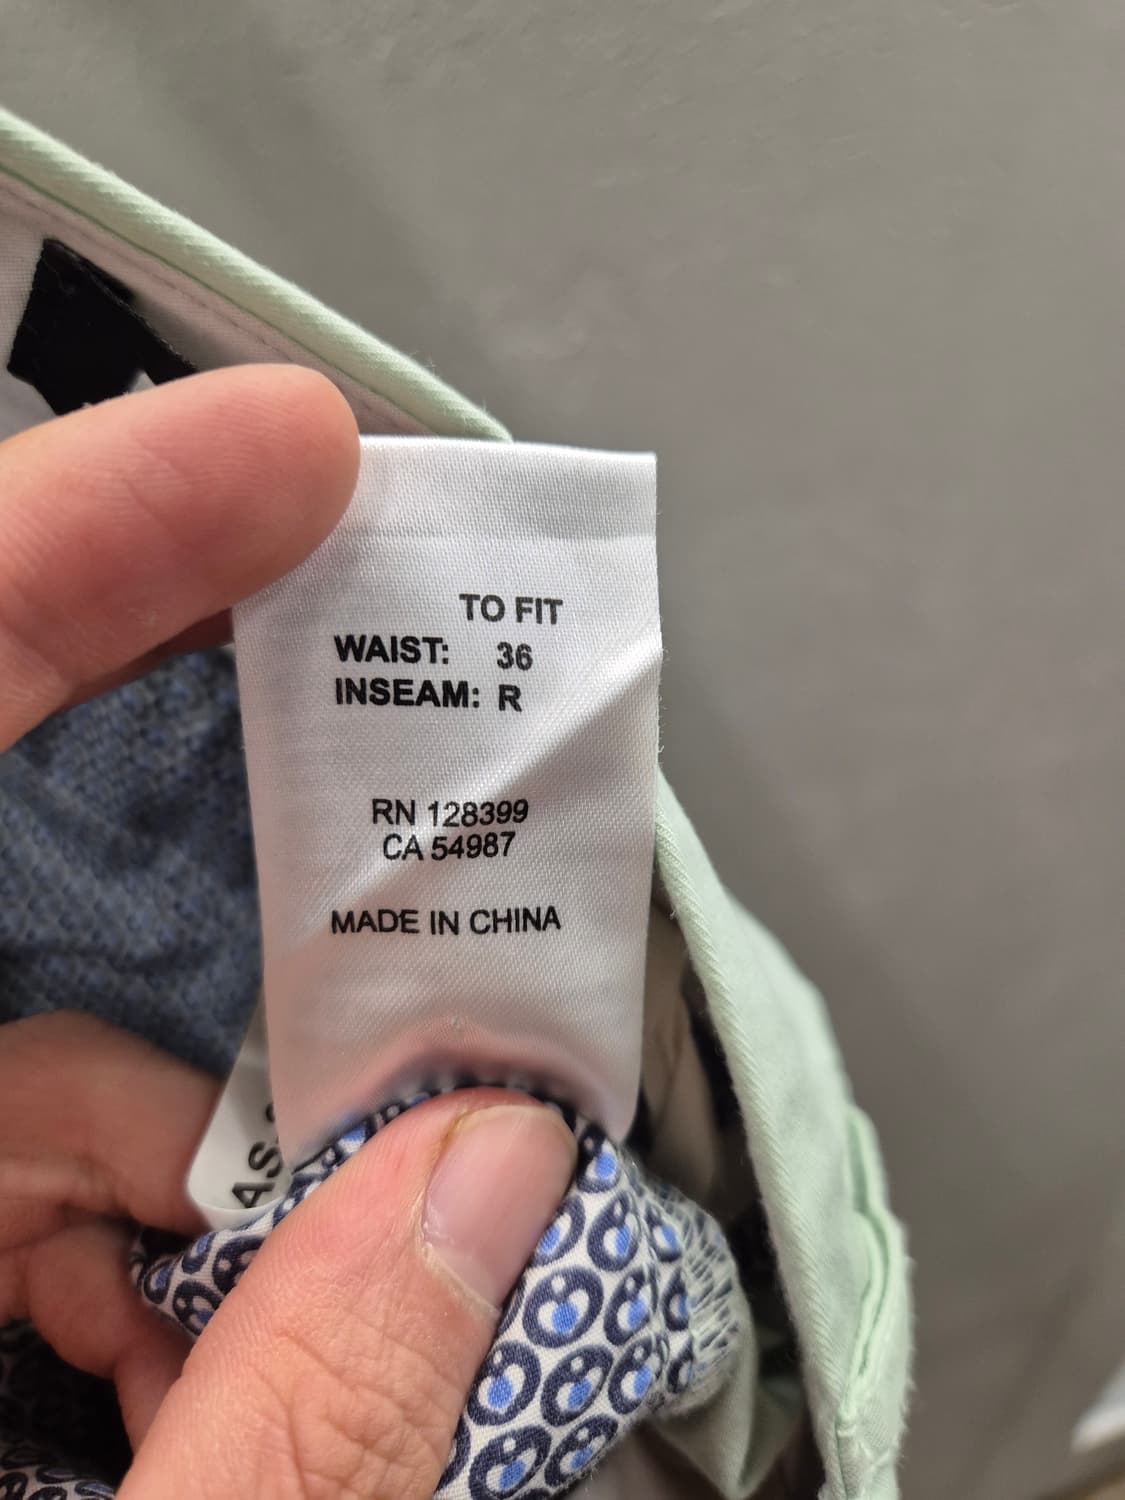 TO FIT
WAIST: 36
INSEAM: R
RN 128399
CA 54987
MADE IN CHINA